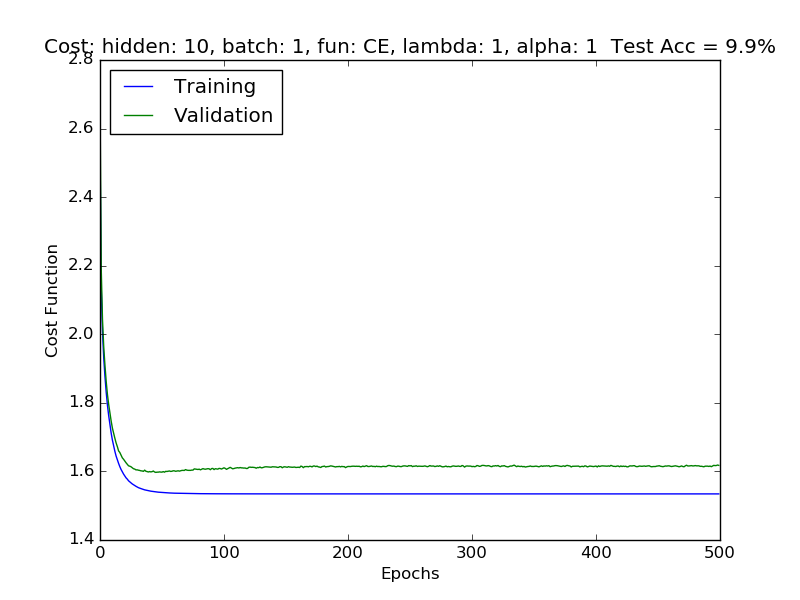 Cost: hidden: 10, batch: 1, fun: CE, lambda: 1, alpha: 1  Test Acc = 9.9%
Training
Validation
2.8
2.6
2.4
2.2
2.0
1.8
1.6
1.4
Cost Function
0 100 200 300 400 500
Epochs